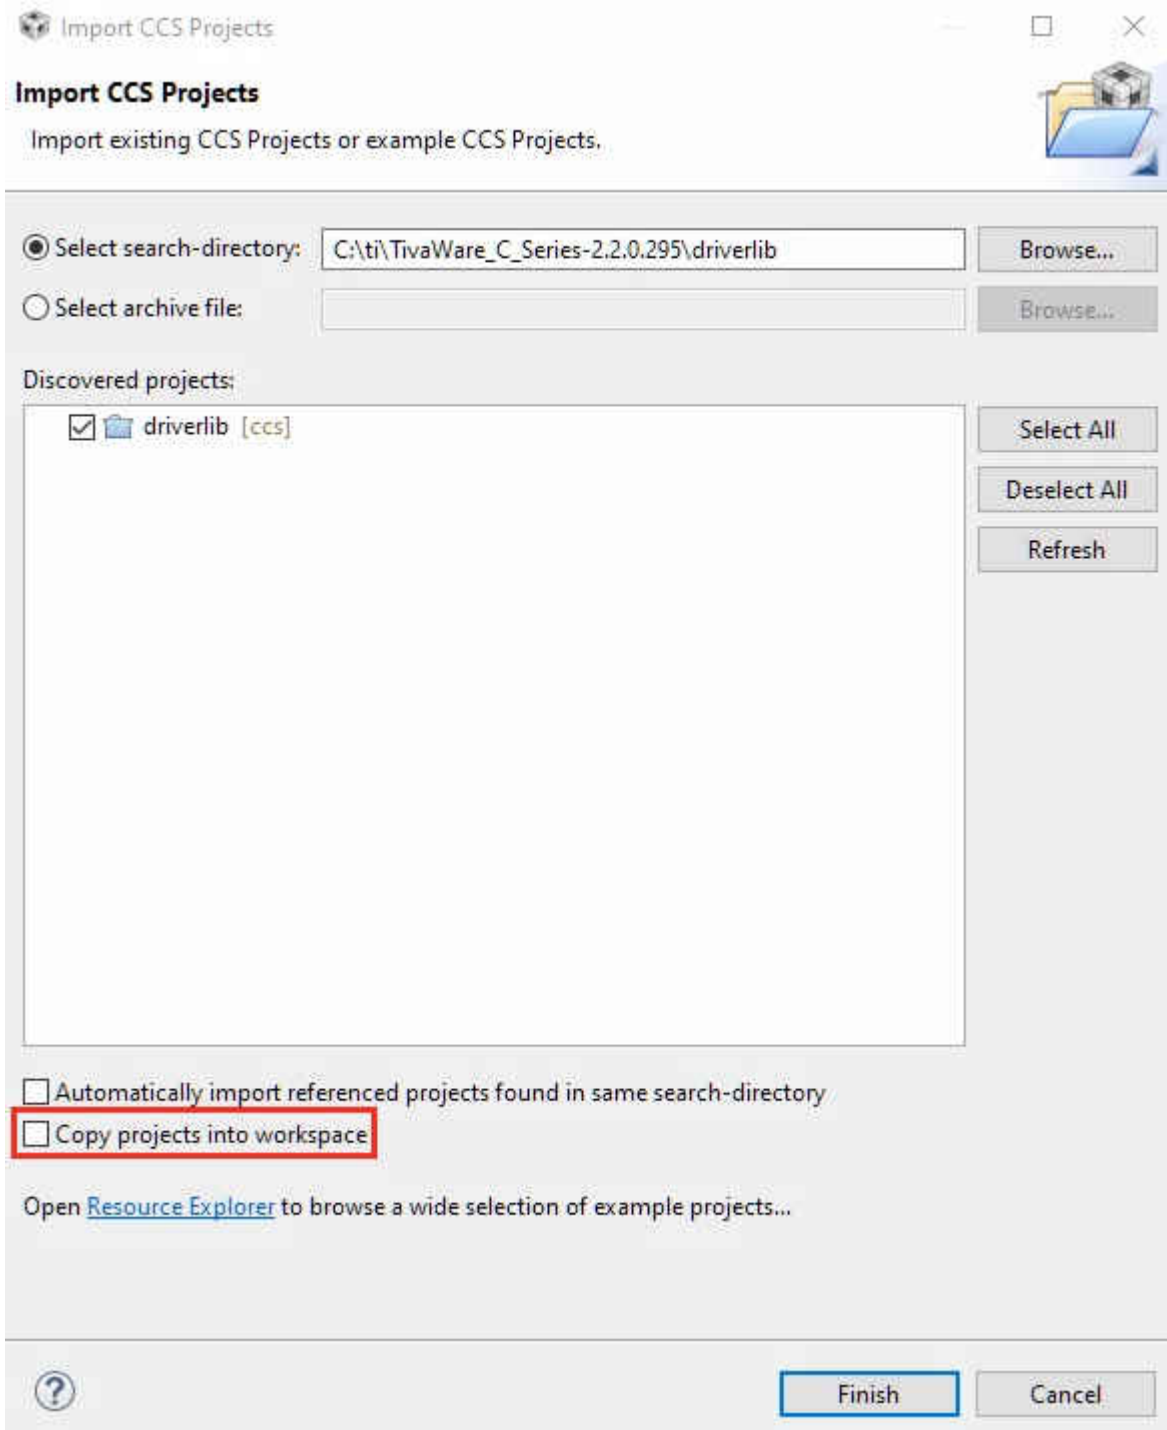 Import CCS Projects
Import CCS Projects
Import existing CCS Projects or example CCS Projects.
Select search-directory: C:\ti\TivaWare_C_Series-2.2.0.295\driverlib Browse...
Select archive file: Browse...
Discovered projects:
driverlib [ccs]
Select All
Deselect All
Refresh
Automatically import referenced projects found in same search-directory
Copy projects into workspace
Open Resource Explorer to browse a wide selection of example projects...
? Finish Cancel